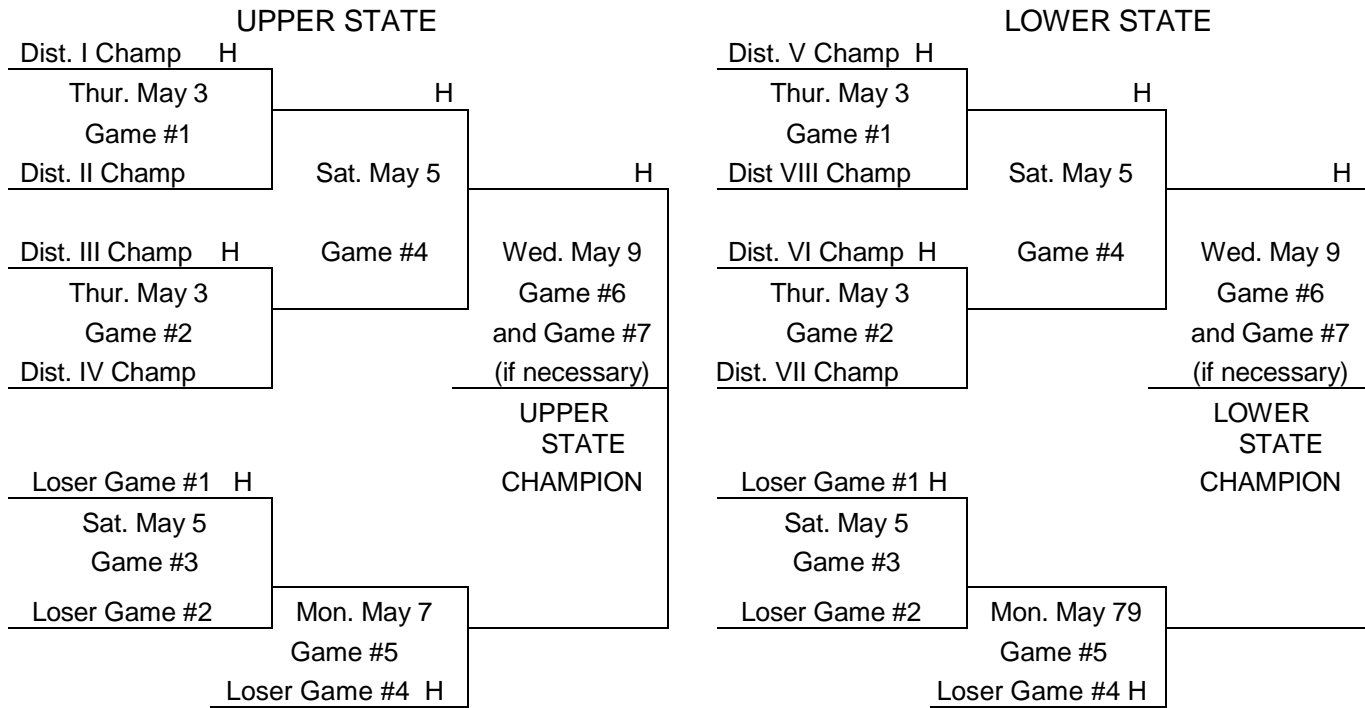 UPPER STATE
Dist. I Champ H
Thur. May 3
H
Game #1
Dist. II Champ
Sat. May 5
H
Dist. III Champ H
Game #4
Wed. May 9
Thur. May 3
Game #6
Game #2
and Game #7
Dist. IV Champ
(if necessary)
UPPER
STATE
Loser Game #1 H
CHAMPION
Sat. May 5
Game #3
Loser Game #2
Mon. May 7
Game #5
Loser Game #4 H
LOWER STATE
Dist. V Champ H
Thur. May 3
H
Game #1
Dist VIII Champ
Sat. May 5
H
Dist. VI Champ H
Game #4
Wed. May 9
Thur. May 3
Game #6
Game #2
and Game #7
Dist. VII Champ
(if necessary)
LOWER
STATE
Loser Game #1 H
CHAMPION
Sat. May 5
Game #3
Loser Game #2
Mon. May 79
Game #5
Loser Game #4 H